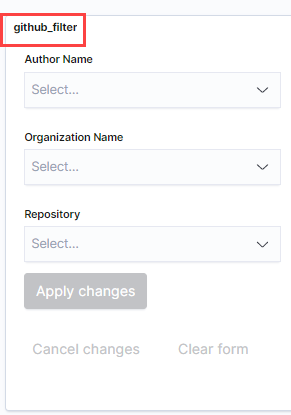 github_filter
Author Name
Select...
Organization Name
Select...
Repository
Select...
Apply changes
Cancel changes Clear form